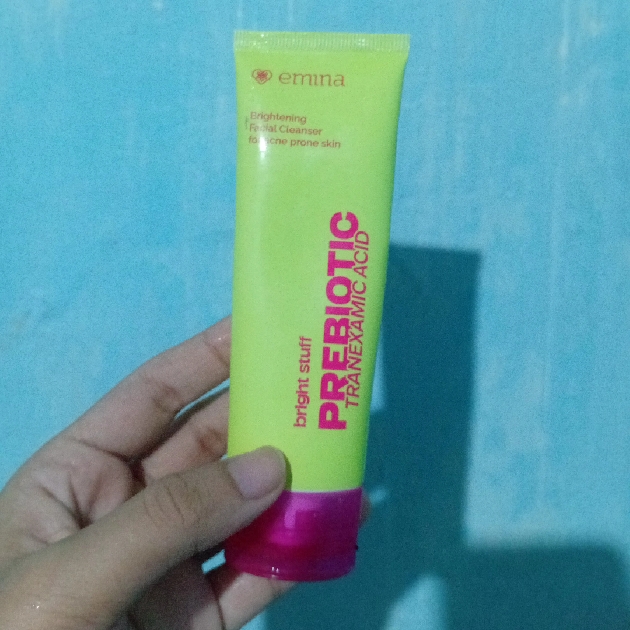 emina
Brightening
Facial Cleanser
for acne prone skin
bright stuff
PREBIOTIC
TRANEXAMIC ACID